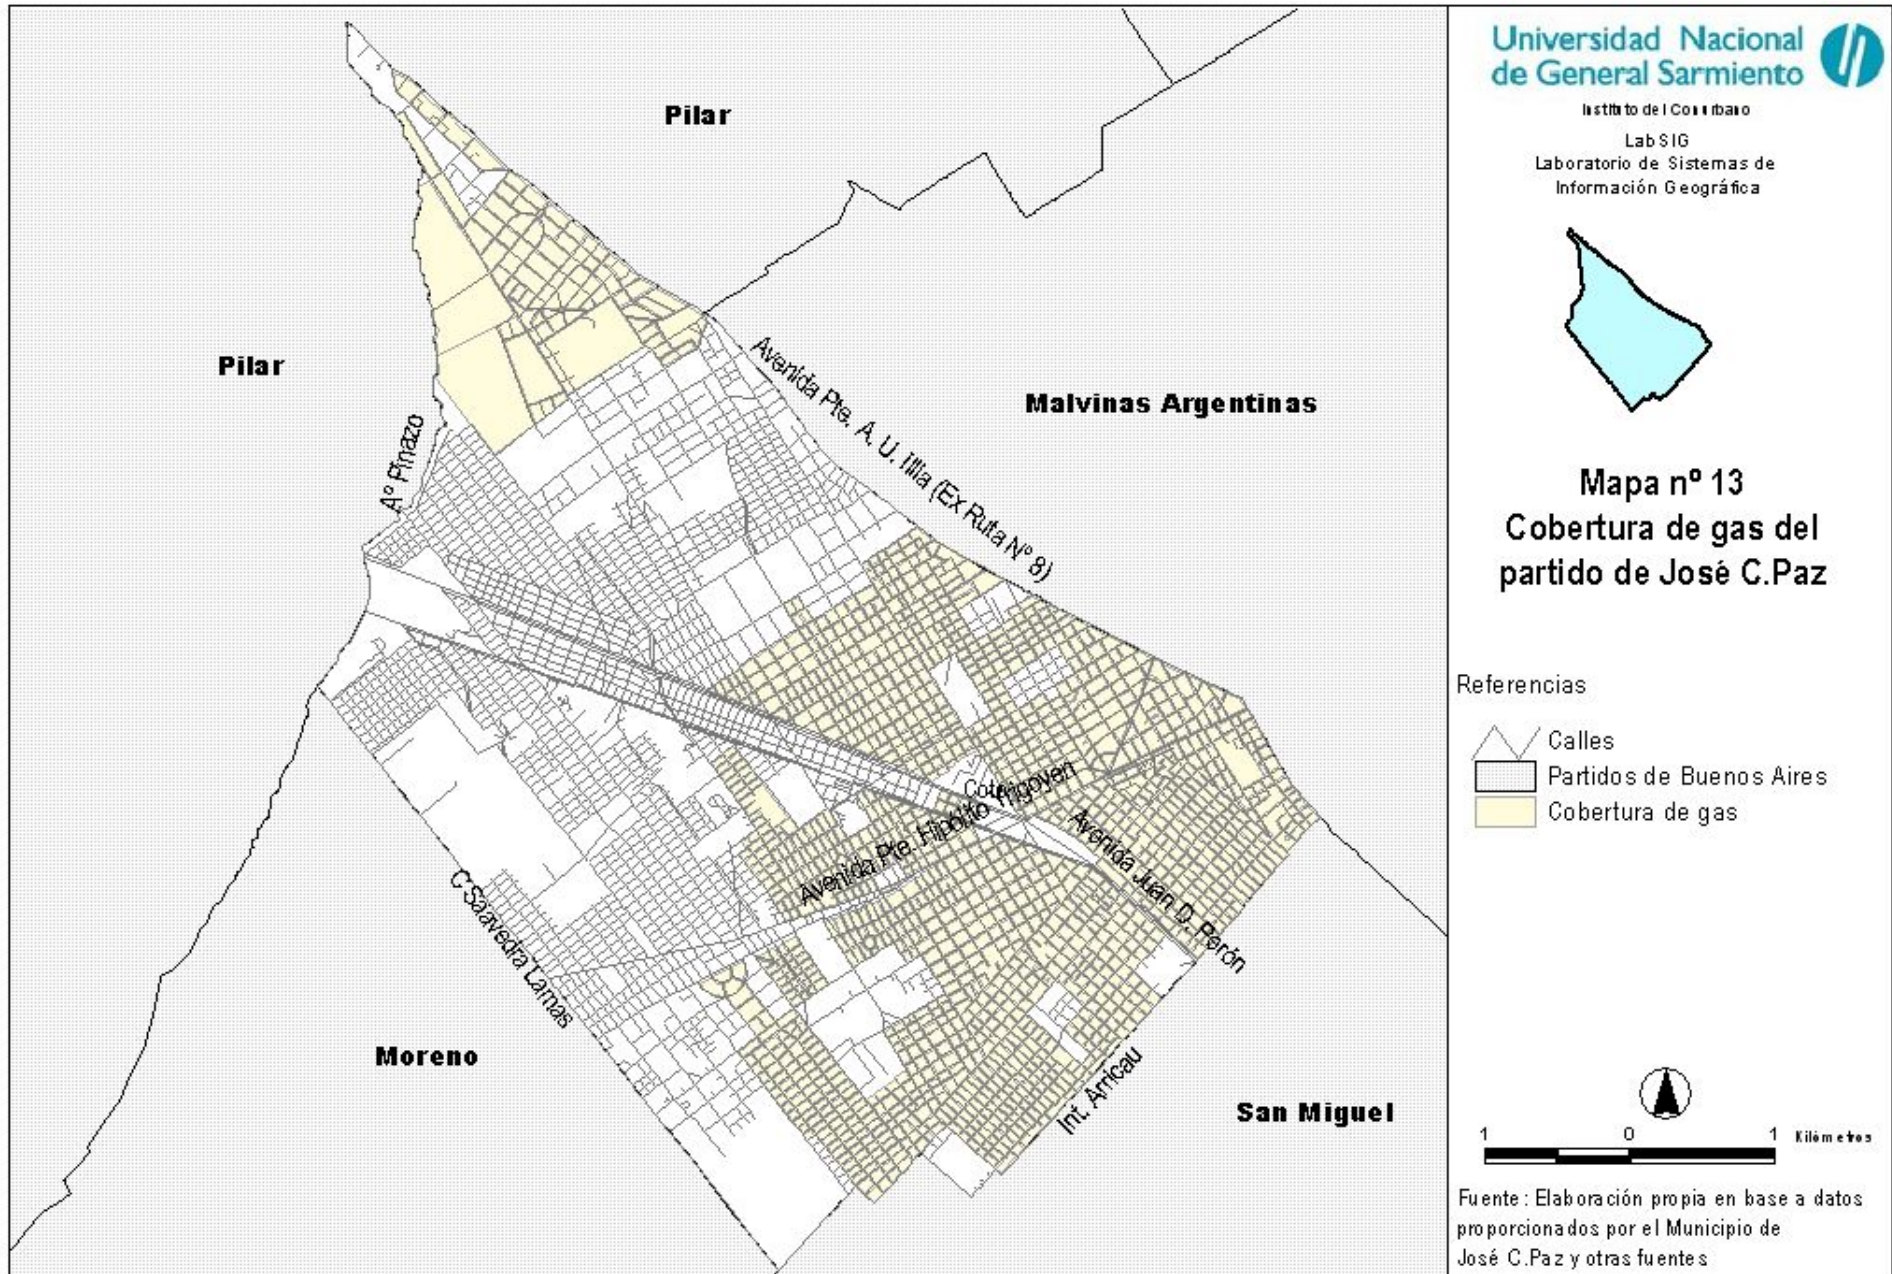 Universidad Nacional
de General Sarmiento
Instituto del Conurbano
Lab SIG
Laboratorio de Sistemas de
Información Geográfica
Mapa nº 13
Cobertura de gas del
partido de José C.Paz
Referencias
Calles
Partidos de Buenos Aires
Cobertura de gas
1 0 1 Kilómetros
Fuente: Elaboración propia en base a datos
proporcionados por el Municipio de
José C.Paz y otras fuentes
Pilar
Pilar
Malvinas Argentinas
Moreno
San Miguel
Avenida Pte. A. U. Illia (Ex Ruta Nº 8)
Aº Pinazo
Avenida Pte. Hipólito Yrigoyen
Avenida Juan D. Perón
C Saavedra Lamas
Int. Arricau